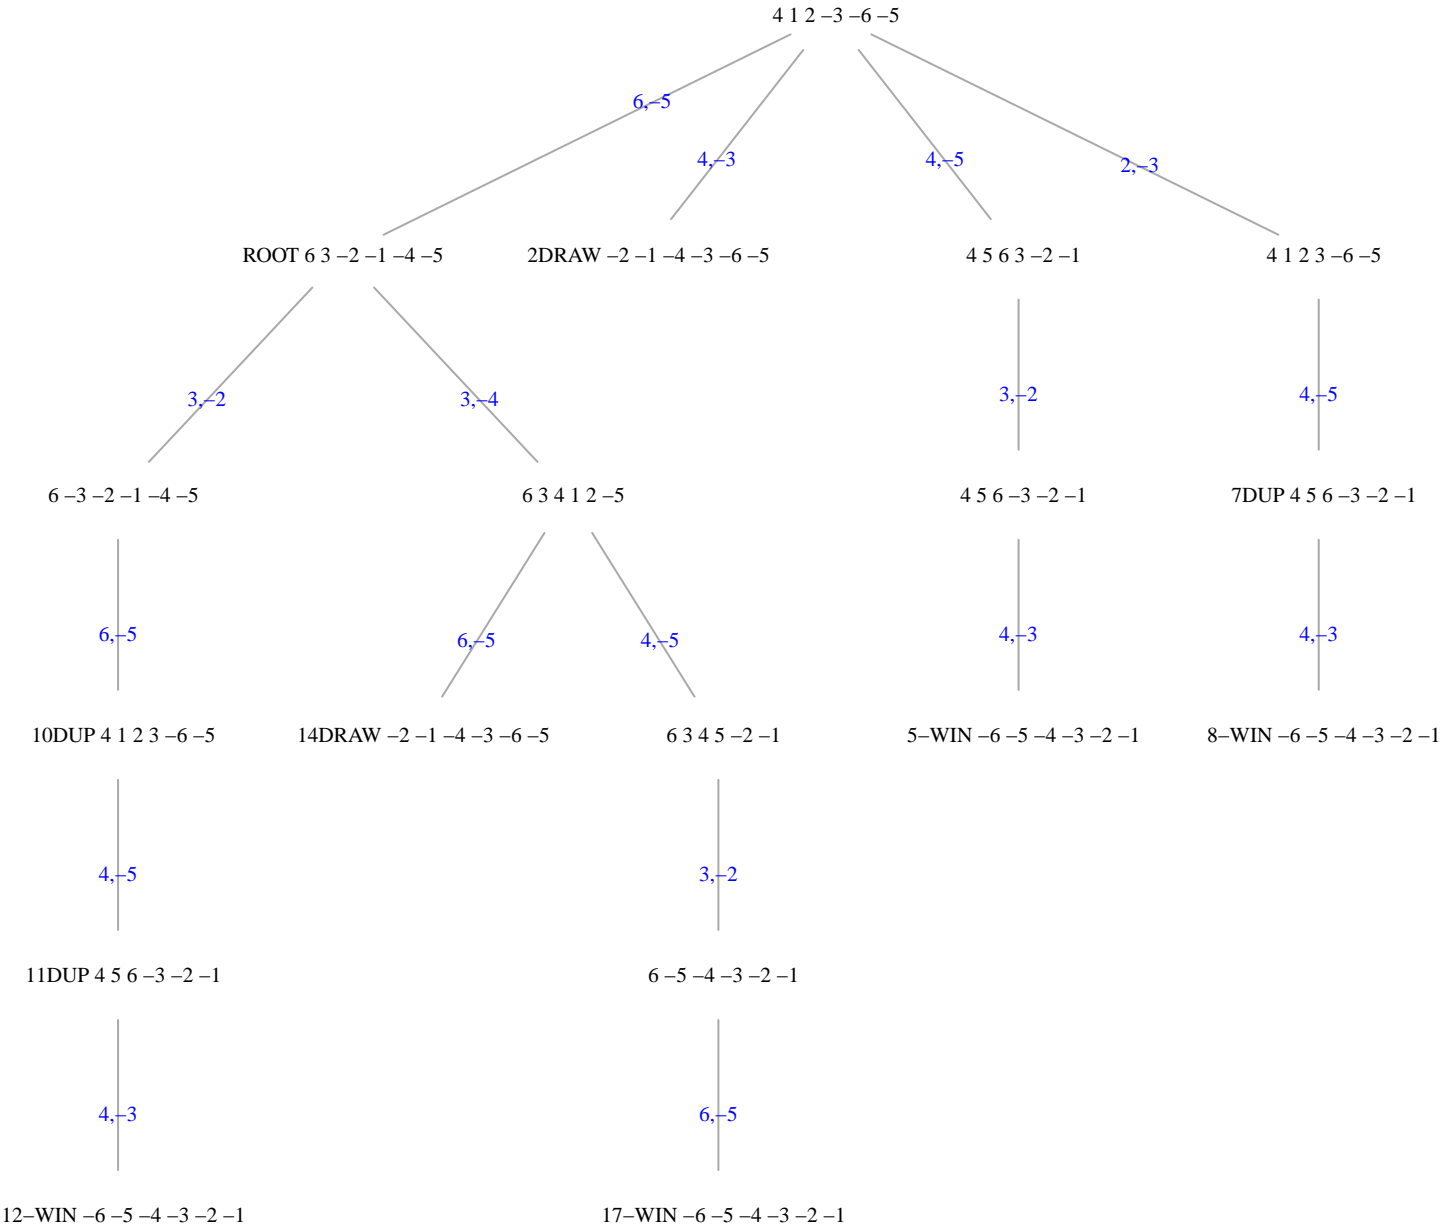 4 1 2 −3 −6 −5
6,−5
4,−3
4,−5
2,−3
ROOT 6 3 −2 −1 −4 −5
2DRAW −2 −1 −4 −3 −6 −5
4 5 6 3 −2 −1
4 1 2 3 −6 −5
3,−2
3,−4
3,−2
4,−5
6 −3 −2 −1 −4 −5
6 3 4 1 2 −5
4 5 6 −3 −2 −1
7DUP 4 5 6 −3 −2 −1
6,−5
6,−5
4,−5
4,−3
4,−3
10DUP 4 1 2 3 −6 −5
14DRAW −2 −1 −4 −3 −6 −5
6 3 4 5 −2 −1
5−WIN −6 −5 −4 −3 −2 −1
8−WIN −6 −5 −4 −3 −2 −1
4,−5
3,−2
11DUP 4 5 6 −3 −2 −1
6 −5 −4 −3 −2 −1
4,−3
6,−5
12−WIN −6 −5 −4 −3 −2 −1
17−WIN −6 −5 −4 −3 −2 −1